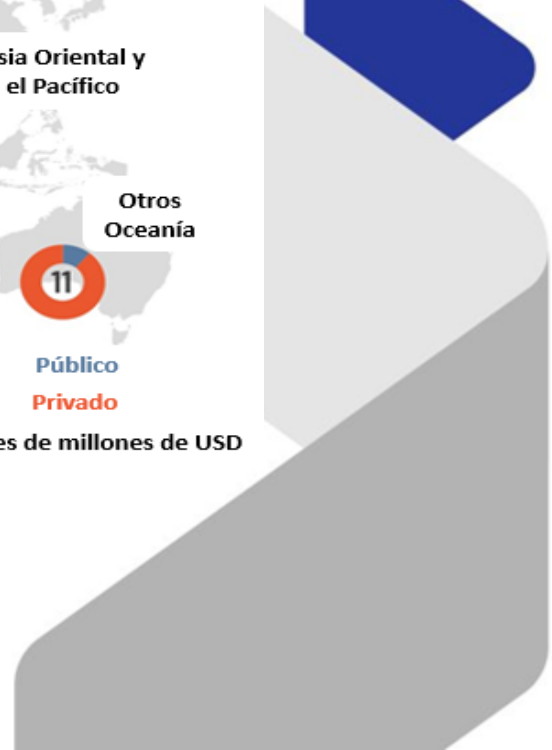 sia Oriental y
el Pacífico
Otros
Oceanía
11
Público
Privado
es de millones de USD